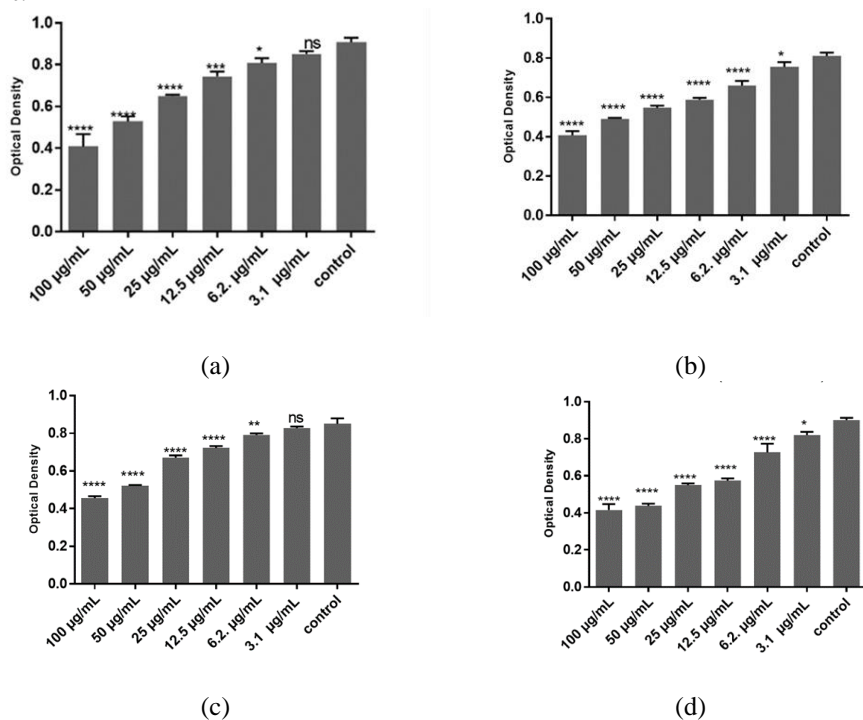 1.0
0.8
0.6
0.4
0.2
0.0
Optical Density
****
****
****
***
*
ns
100 µg/mL
50 µg/mL
25 µg/mL
12.5 µg/mL
6.2. µg/mL
3.1 µg/mL
control
(a)
1.0
0.8
0.6
0.4
0.2
0.0
Optical Density
****
****
****
****
****
*
100 µg/mL
50 µg/mL
25 µg/mL
12.5 µg/mL
6.2. µg/mL
3.1 µg/mL
control
(b)
1.0
0.8
0.6
0.4
0.2
0.0
Optical Density
****
****
****
****
**
ns
100 µg/mL
50 µg/mL
25 µg/mL
12.5 µg/mL
6.2. µg/mL
3.1 µg/mL
control
(c)
1.0
0.8
0.6
0.4
0.2
0.0
Optical Density
****
****
****
****
****
*
100 µg/mL
50 µg/mL
25 µg/mL
12.5 µg/mL
6.2. µg/mL
3.1 µg/mL
control
(d)